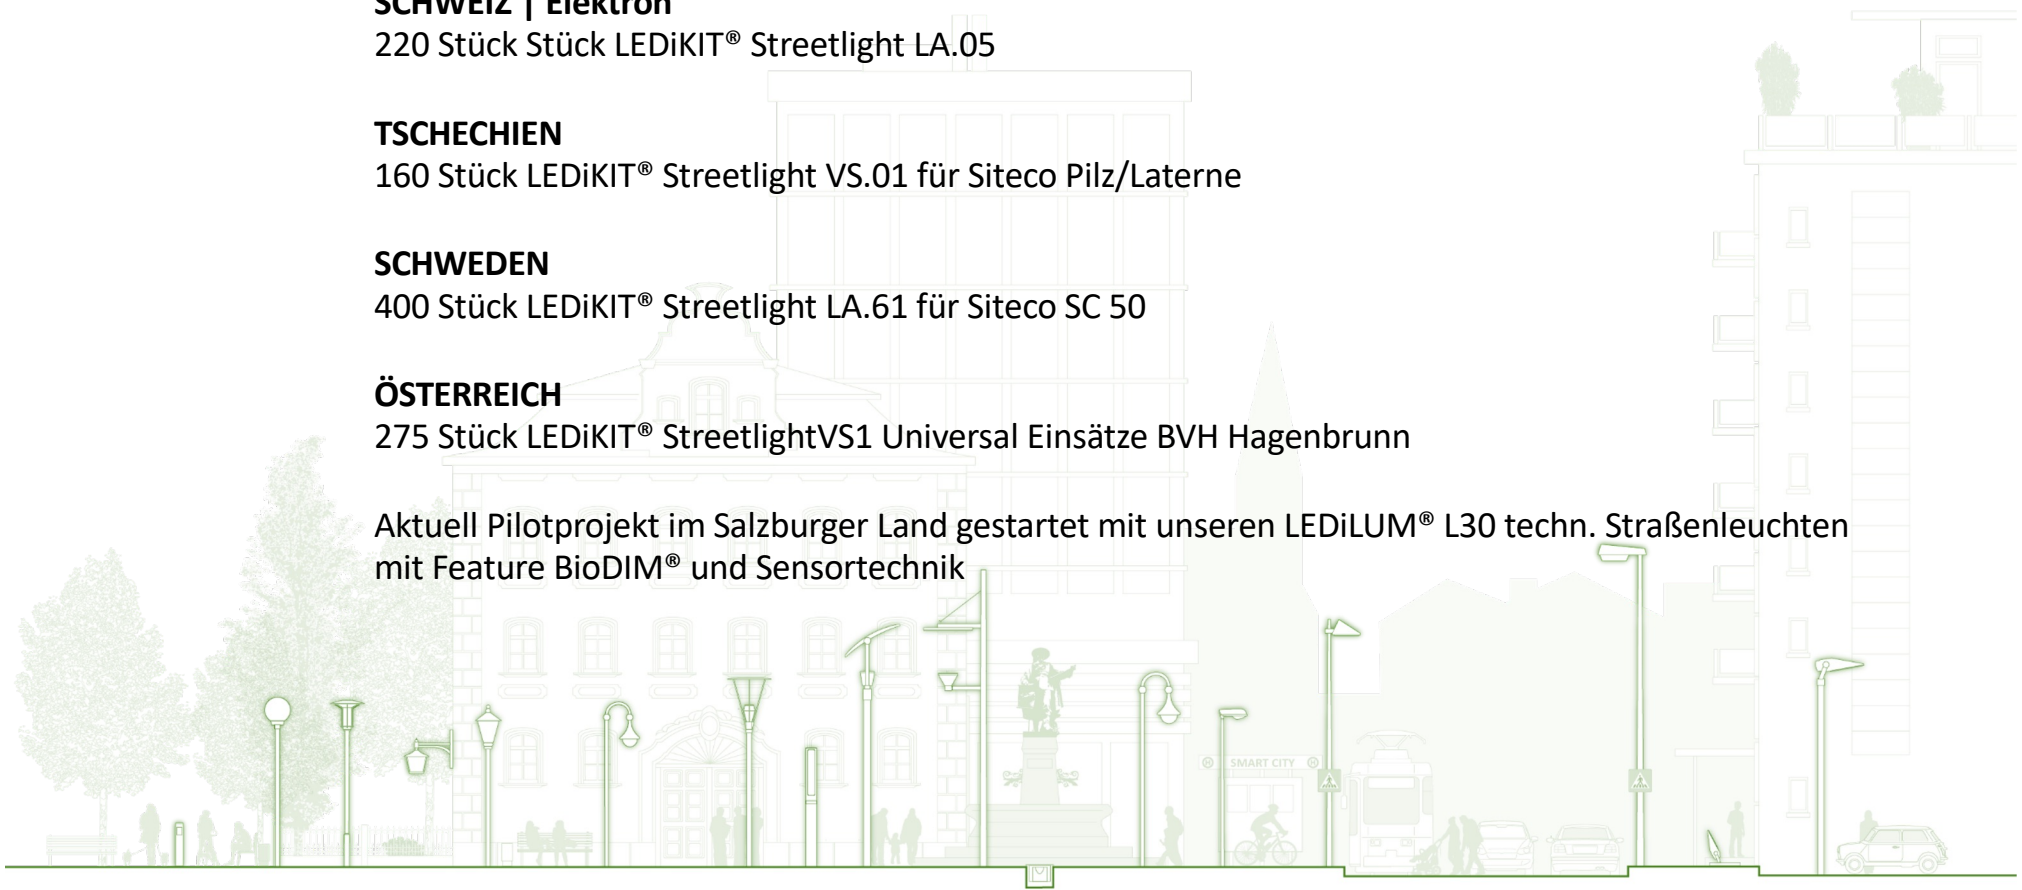 SCHWEIZ | Elektron
220 Stück Stück LEDiKIT® Streetlight LA.05
TSCHECHIEN
160 Stück LEDiKIT® Streetlight VS.01 für Siteco Pilz/Laterne
SCHWEDEN
400 Stück LEDiKIT® Streetlight LA.61 für Siteco SC 50
ÖSTERREICH
275 Stück LEDiKIT® StreetlightVS1 Universal Einsätze BVH Hagenbrunn
Aktuell Pilotprojekt im Salzburger Land gestartet mit unseren LEDiLUM® L30 techn. Straßenleuchten
mit Feature BioDIM® und Sensortechnik
SMART CITY